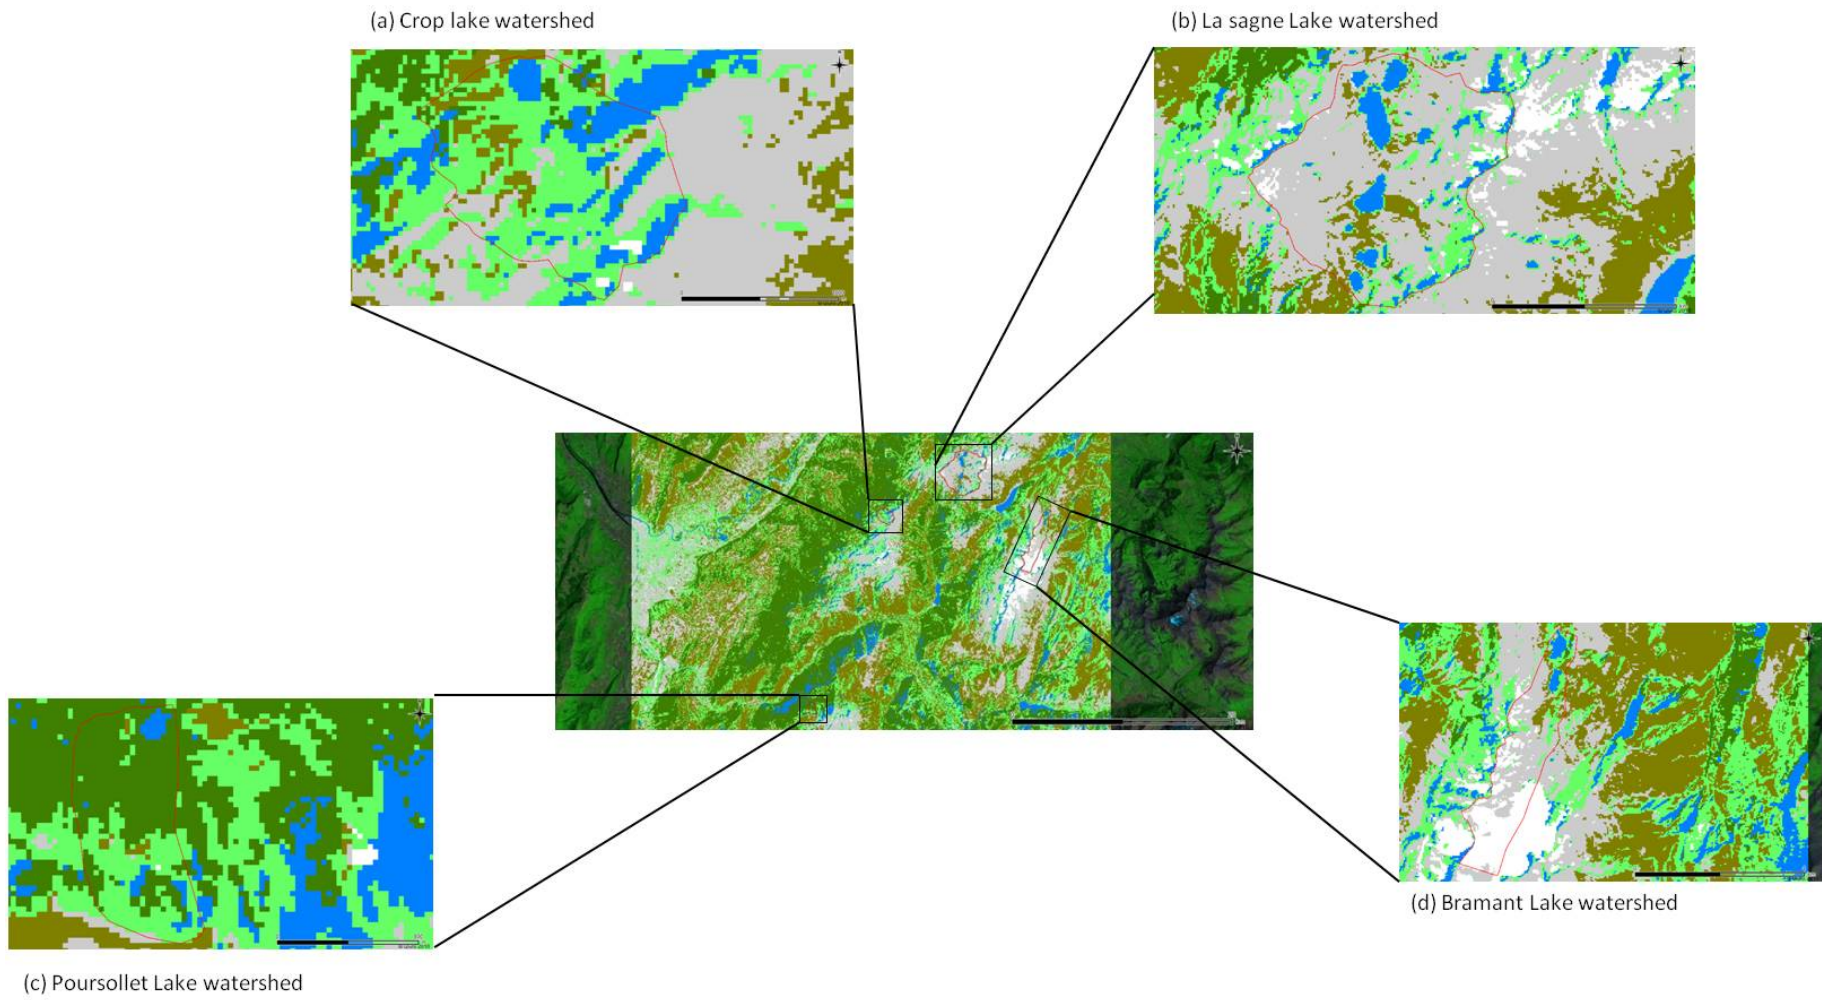 (a) Crop lake watershed
(b) La sagne Lake watershed
(d) Bramant Lake watershed
(c) Poursollet Lake watershed